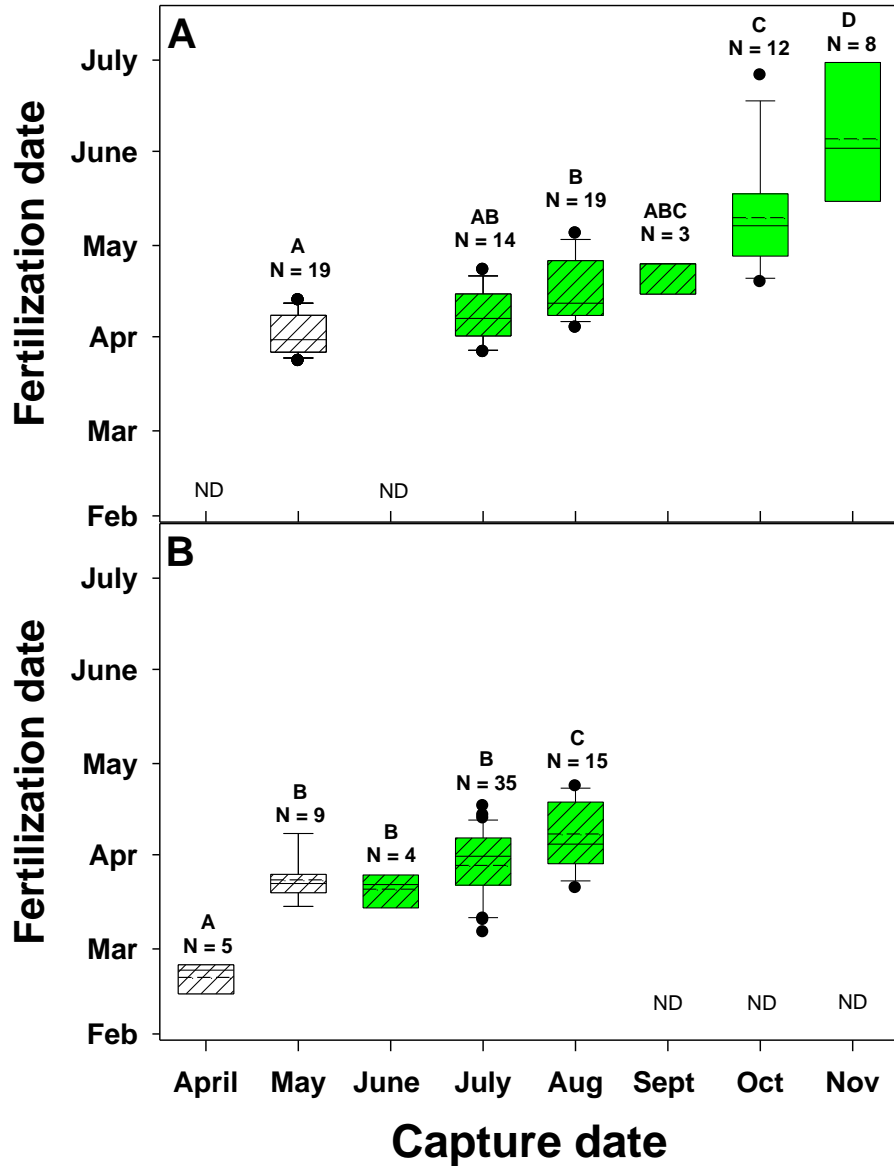 A
Fertilization date
July
June
May
Apr
Mar
Feb
A
N = 19
AB
N = 14
B
N = 19
ABC
N = 3
C
N = 12
D
N = 8
ND
ND
B
Fertilization date
July
June
May
Apr
Mar
Feb
A
N = 5
B
N = 9
B
N = 4
B
N = 35
C
N = 15
ND
ND
ND
April
May
June
July
Aug
Sept
Oct
Nov
Capture date